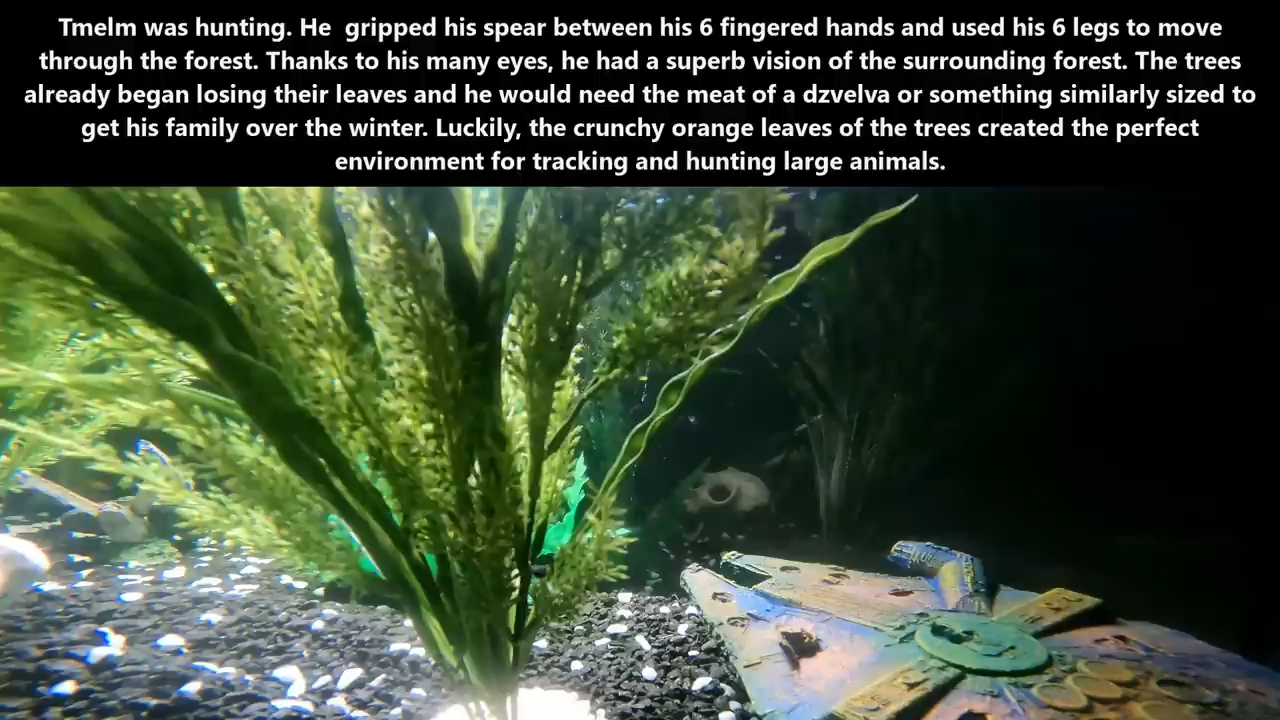 Tmelm was hunting. He  gripped his spear between his 6 fingered hands and used his 6 legs to move
through the forest. Thanks to his many eyes, he had a superb vision of the surrounding forest. The trees
already began losing their leaves and he would need the meat of a dzvelva or something similarly sized to
get his family over the winter. Luckily, the crunchy orange leaves of the trees created the perfect
environment for tracking and hunting large animals.